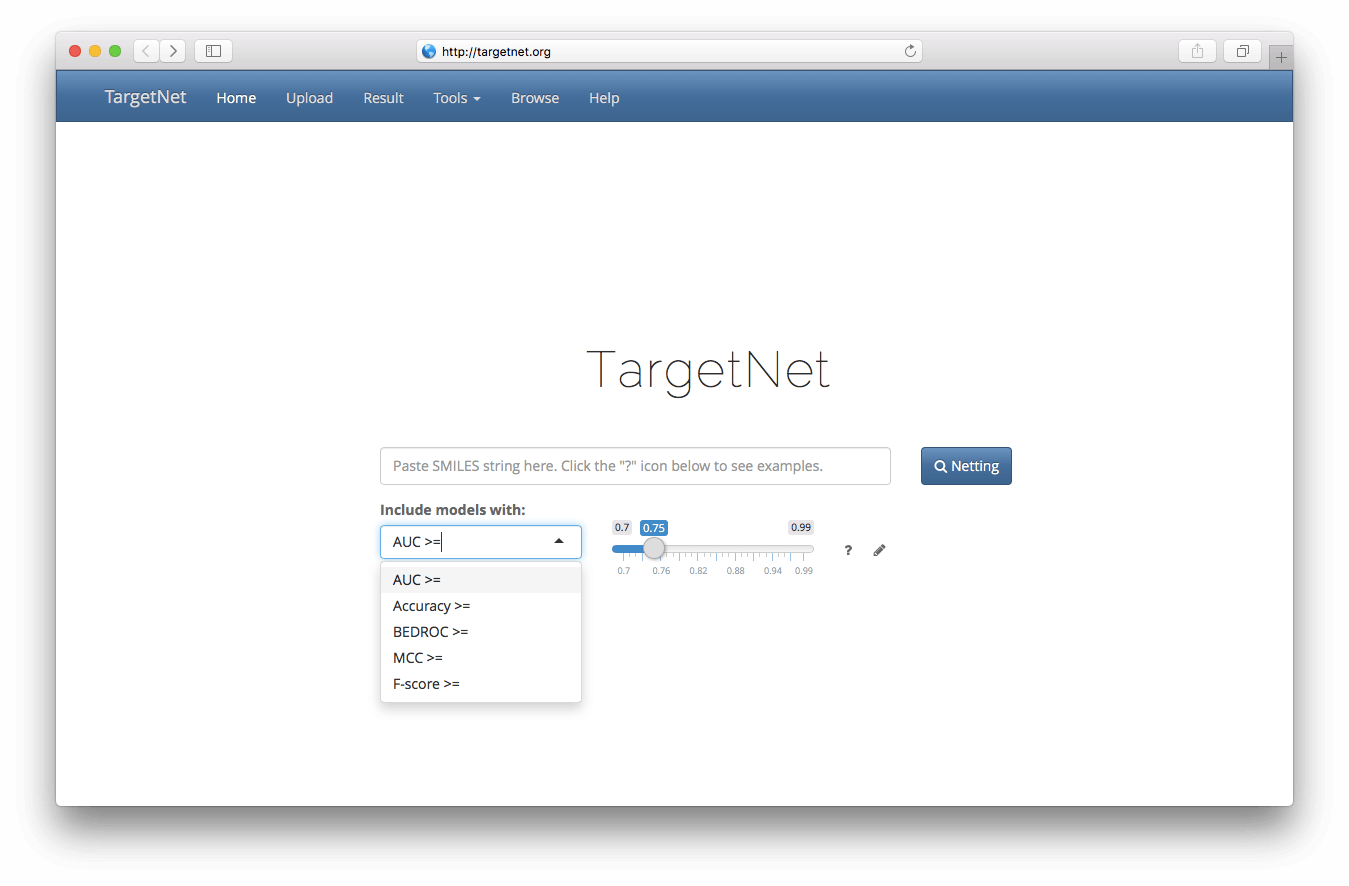 http://targetnet.org
TargetNet Home Upload Result Tools Browse Help
TargetNet
Paste SMILES string here. Click the "?" icon below to see examples.
Netting
Include models with:
AUC >=
0.7 0.75 0.99
0.7 0.76 0.82 0.88 0.94 0.99
?
AUC >=
Accuracy >=
BEDROC >=
MCC >=
F-score >=